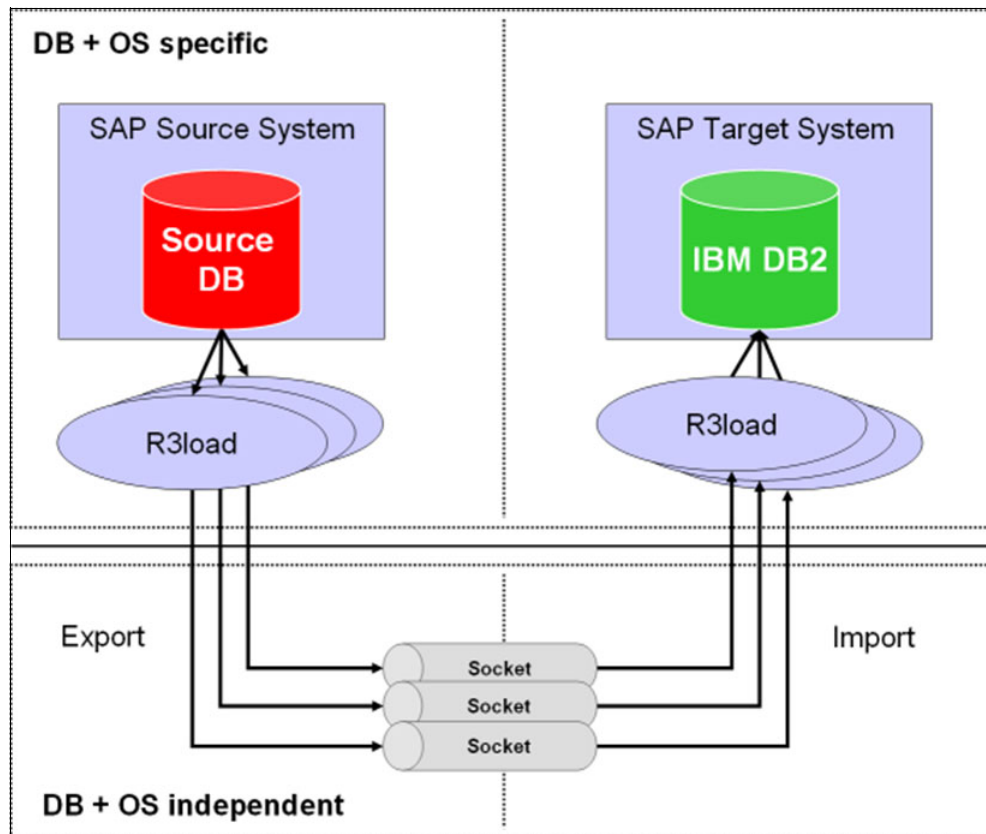 DB + OS specific
SAP Source System
SAP Target System
Source
DB
IBM DB2
R3load
R3load
Export
Import
Socket
Socket
Socket
DB + OS independent